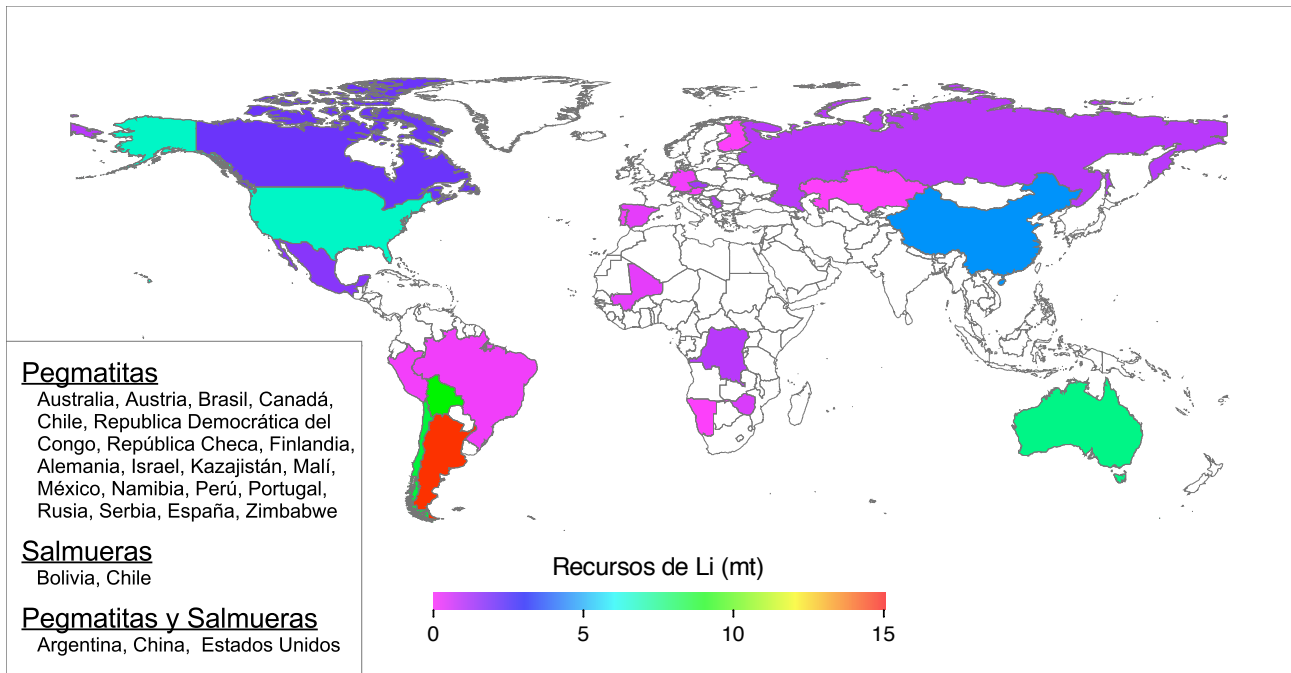 Pegmatitas
Australia, Austria, Brasil, Canadá,
Chile, Republica Democrática del
Congo, República Checa, Finlandia,
Alemania, Israel, Kazajistán, Malí,
México, Namibia, Perú, Portugal,
Rusia, Serbia, España, Zimbabwe
Salmueras
Bolivia, Chile
Pegmatitas y Salmueras
Argentina, China, Estados Unidos
Recursos de Li (mt)
0 5 10 15